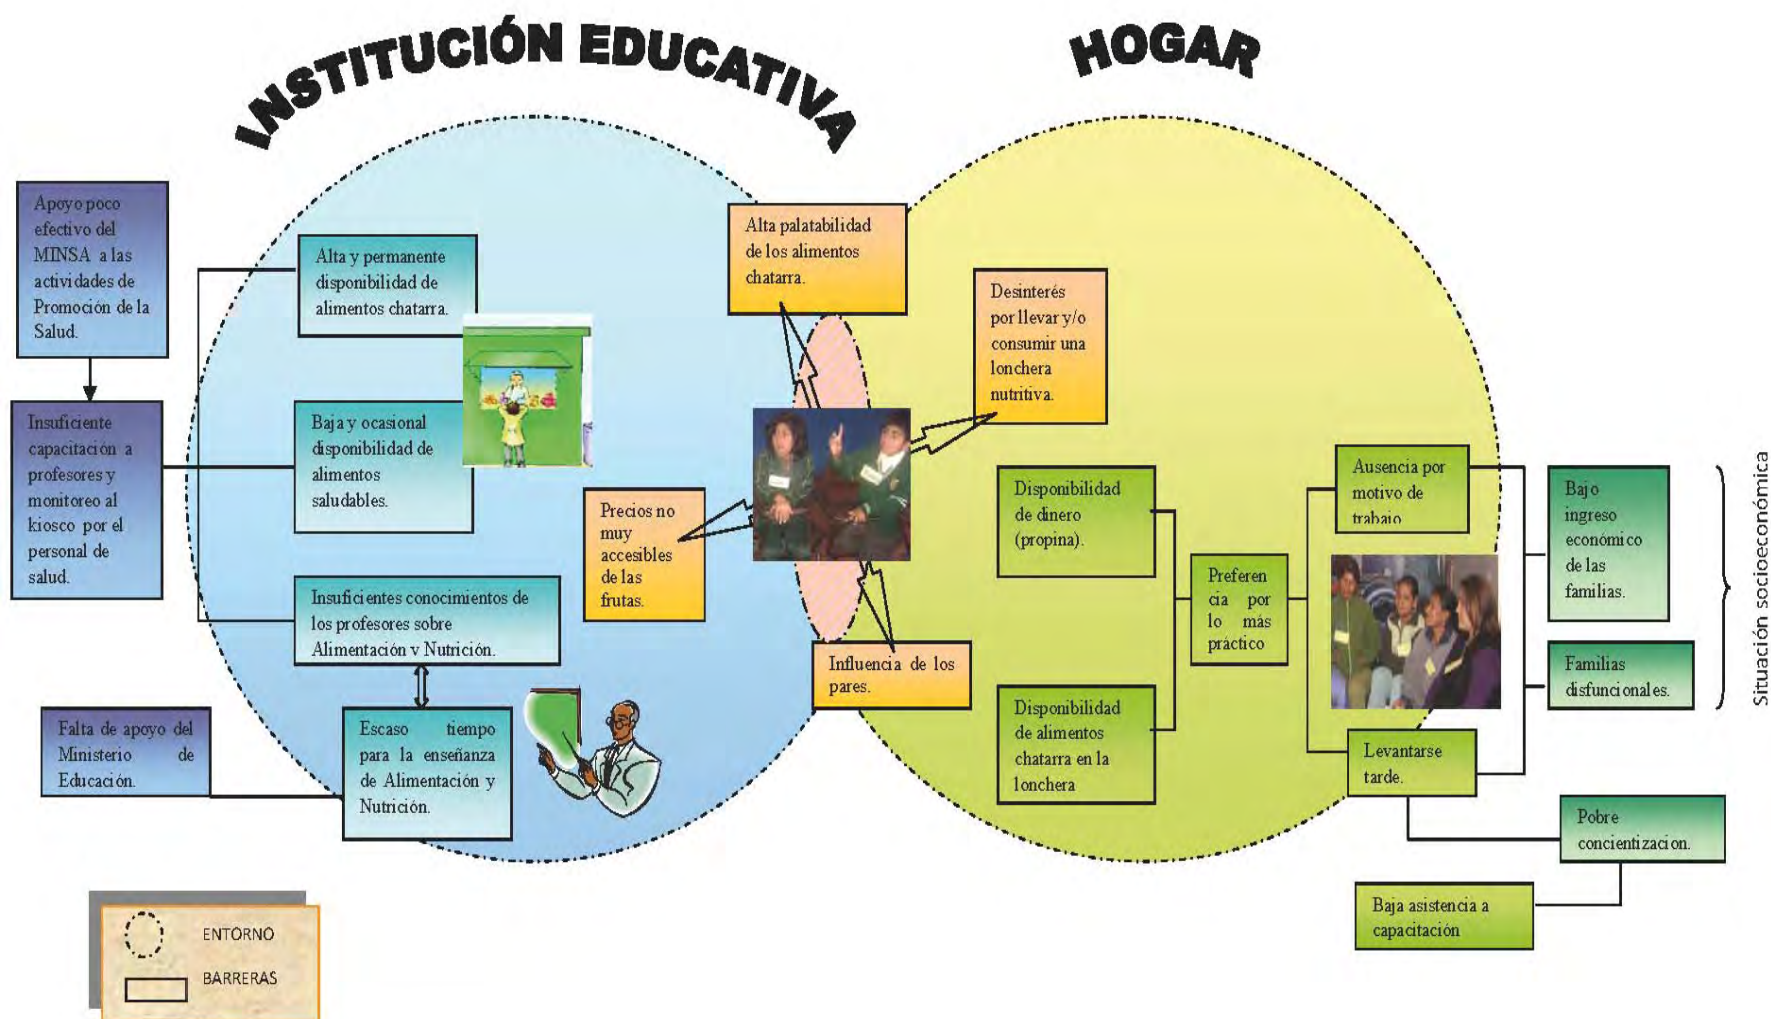 INSTITUCIÓN EDUCATIVA
HOGAR
Apoyo poco
efectivo del
MINSA a las
actividades de
Promoción de la
Salud.
Insuficiente
capacitación a
profesores y
monitoreo al
kiosco por el
personal de
salud.
Falta de apoyo del
Ministerio de
Educación.
Alta y permanente
disponibilidad de
alimentos chatarra.
Baja y ocasional
disponibilidad de
alimentos
saludables.
Insuficientes conocimientos de
los profesores sobre
Alimentación y Nutrición.
Escaso tiempo
para la enseñanza
de Alimentación y
Nutrición.
Alta palatabilidad
de los alimentos
chatarra.
Precios no
muy
accesibles
de las
frutas.
Desinterés
por llevar y/o
consumir una
lonchera
nutritiva.
Influencia de los
pares.
Disponibilidad
de dinero
(propina).
Disponibilidad
de alimentos
chatarra en la
lonchera
Preferen
cia por
lo más
práctico
Ausencia por
motivo de
trabajo
Levantarse
tarde.
Bajo
ingreso
económico
de las
familias.
Familias
disfuncionales.
Situación socioeconómica
Pobre
concientizacion.
Baja asistencia a
capacitación
ENTORNO
BARRERAS